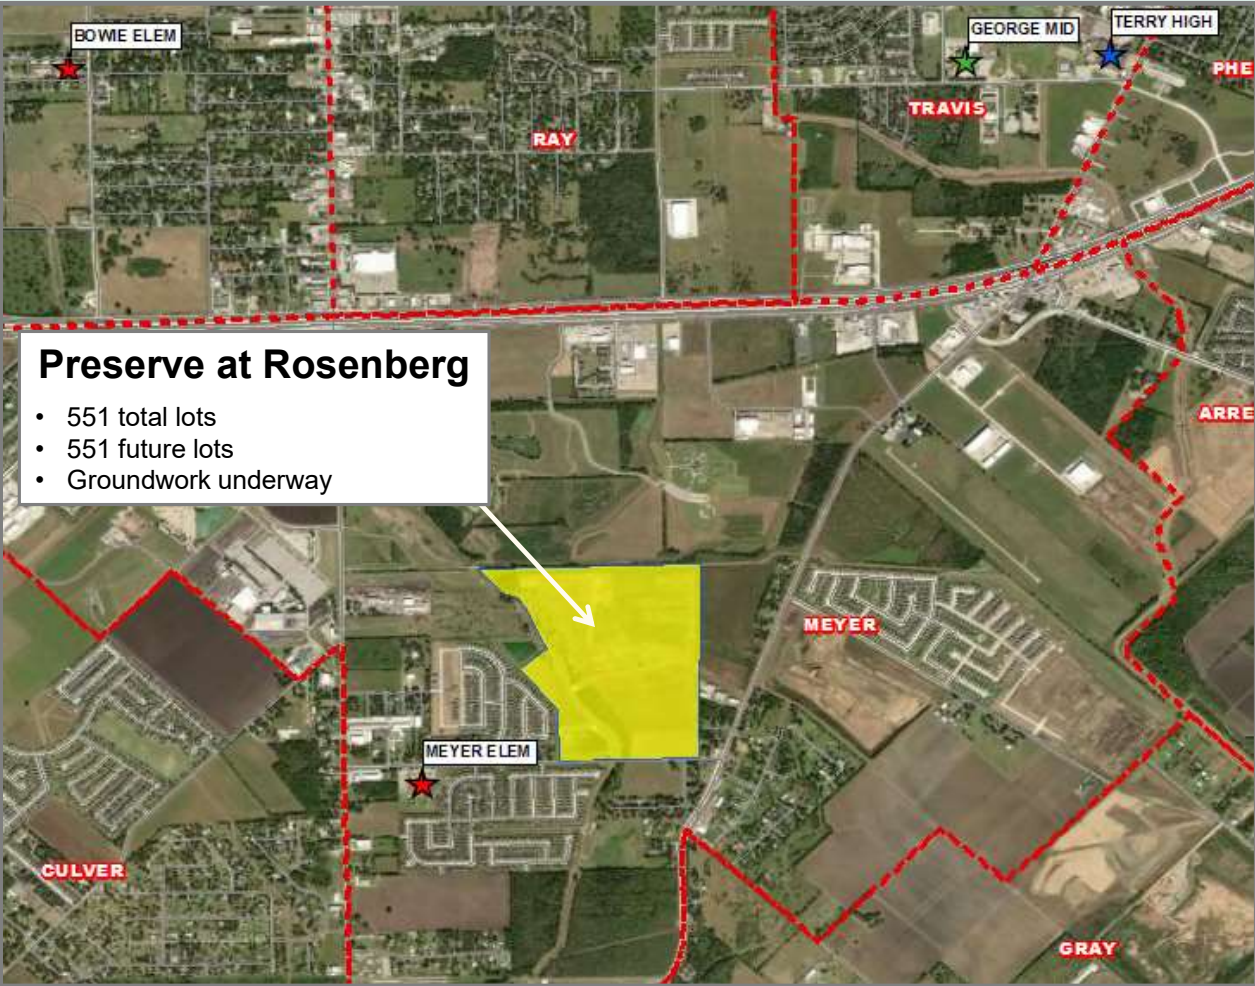 BOWIE ELEM
GEORGE MID
TERRY HIGH
PHE
TRAVIS
RAY
Preserve at Rosenberg
• 551 total lots
• 551 future lots
• Groundwork underway
ARRE
MEYER
MEYER ELEM
CULVER
GRAY